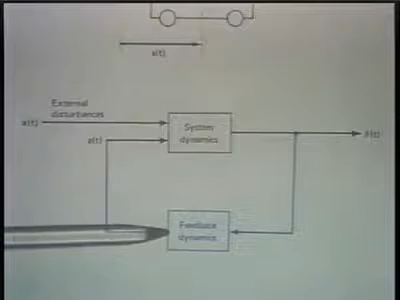 s(t)
External
disturbances
x(t)
a(t)
System
dynamics
θ(t)
Feedback
dynamics